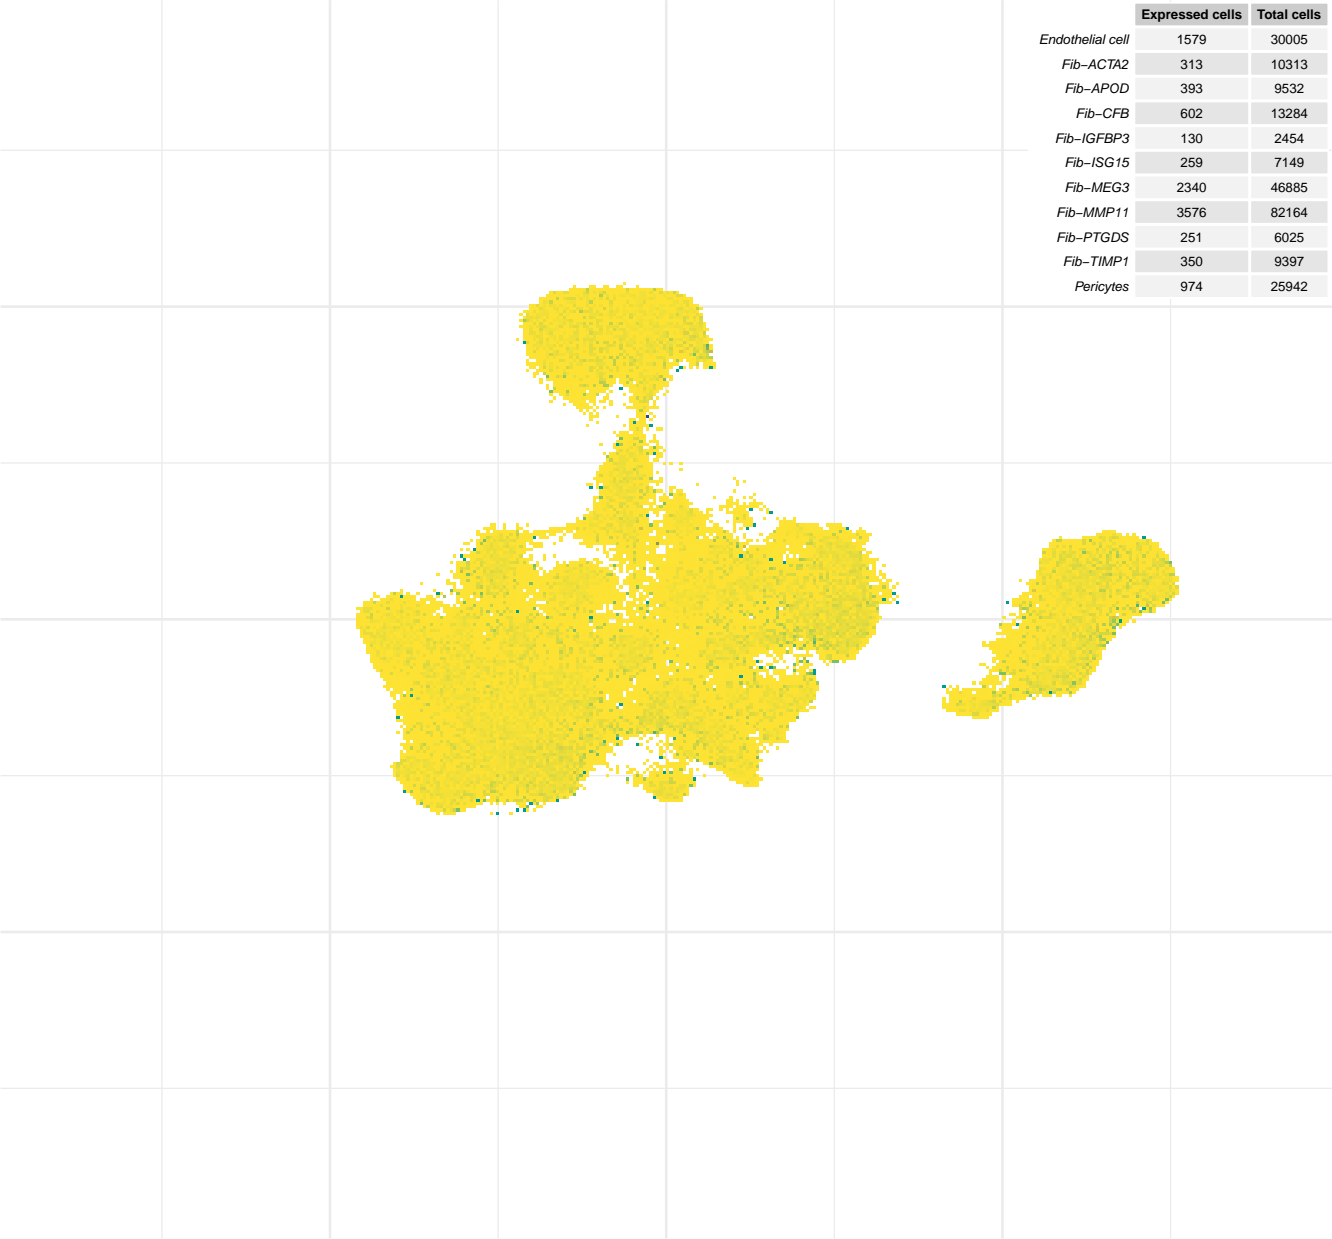 Expressed cells Total cells
Endothelial cell 1579 30005
Fib−ACTA2 313 10313
Fib−APOD 393 9532
Fib−CFB 602 13284
Fib−IGFBP3 130 2454
Fib−ISG15 259 7149
Fib−MEG3 2340 46885
Fib−MMP11 3576 82164
Fib−PTGDS 251 6025
Fib−TIMP1 350 9397
Pericytes 974 25942